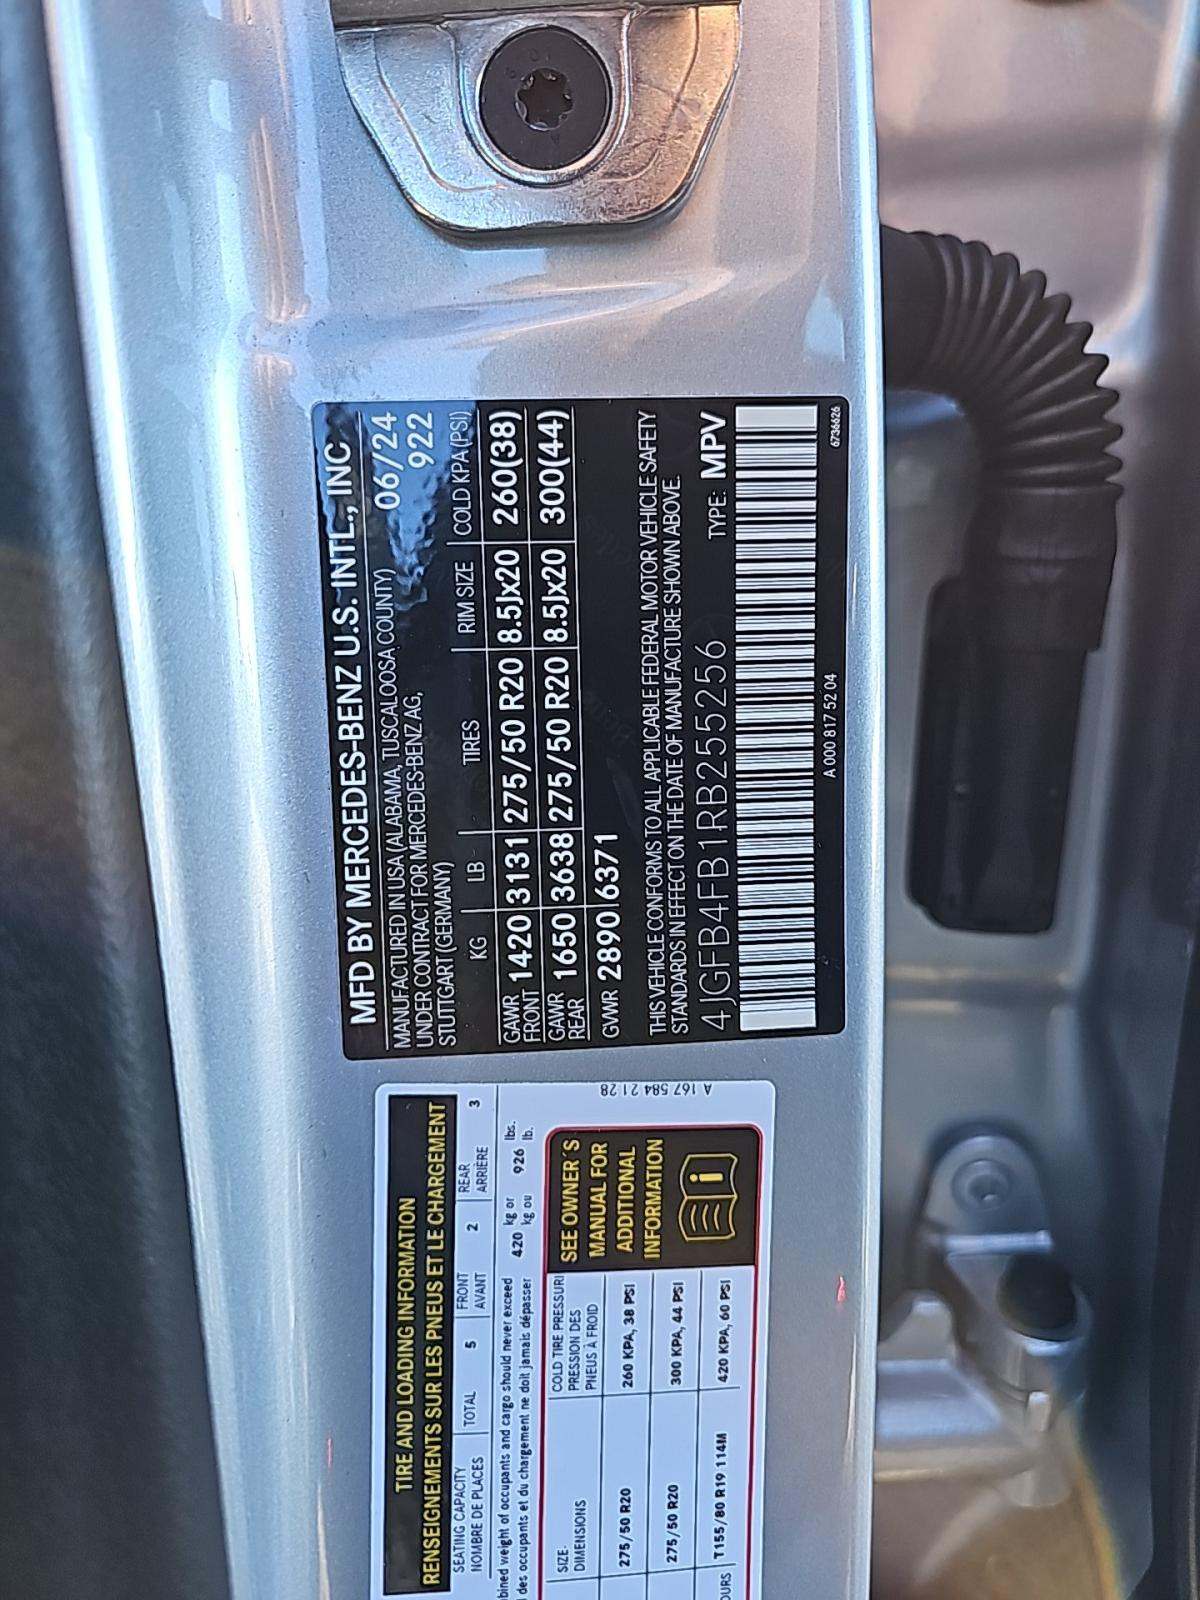 MFD BY MERCEDES-BENZ U.S. INTL., INC
MANUFACTURED IN USA (ALABAMA, TUSCALOOSA COUNTY) 06/24
UNDER CONTRACT FOR MERCEDES-BENZ AG, 922
STUTTGART (GERMANY)
KG LB TIRES RIM SIZE COLD KPA (PSI)
GAWR FRONT 1420 3131 275/50 R20 8.5Jx20 260(38)
GAWR REAR 1650 3638 275/50 R20 8.5Jx20 300(44)
GVWR 2890 6371
THIS VEHICLE CONFORMS TO ALL APPLICABLE FEDERAL MOTOR VEHICLE SAFETY
STANDARDS IN EFFECT ON THE DATE OF MANUFACTURE SHOWN ABOVE.
4JGFB4FB1RB255256 TYPE: MPV
A 000 817 52 04 6736626
TIRE AND LOADING INFORMATION
RENSEIGNEMENTS SUR LES PNEUS ET LE CHARGEMENT
SEATING CAPACITY
NOMBRE DE PLACES
TOTAL 5
FRONT
AVANT
2
REAR
ARRIÈRE
3
weight of occupants and cargo should never exceed 420 kg or 926 lbs.
des occupants et du chargement ne doit jamais dépasser kg ou lb.
SIZE
DIMENSIONS
COLD TIRE PRESSURE
PRESSION DES
PNEUS À FROID
275/50 R20 260 KPA, 38 PSI
275/50 R20 300 KPA, 44 PSI
T155/80 R19 114M 420 KPA, 60 PSI
SEE OWNER'S
MANUAL FOR
ADDITIONAL
INFORMATION
i
A 167 584 21 28